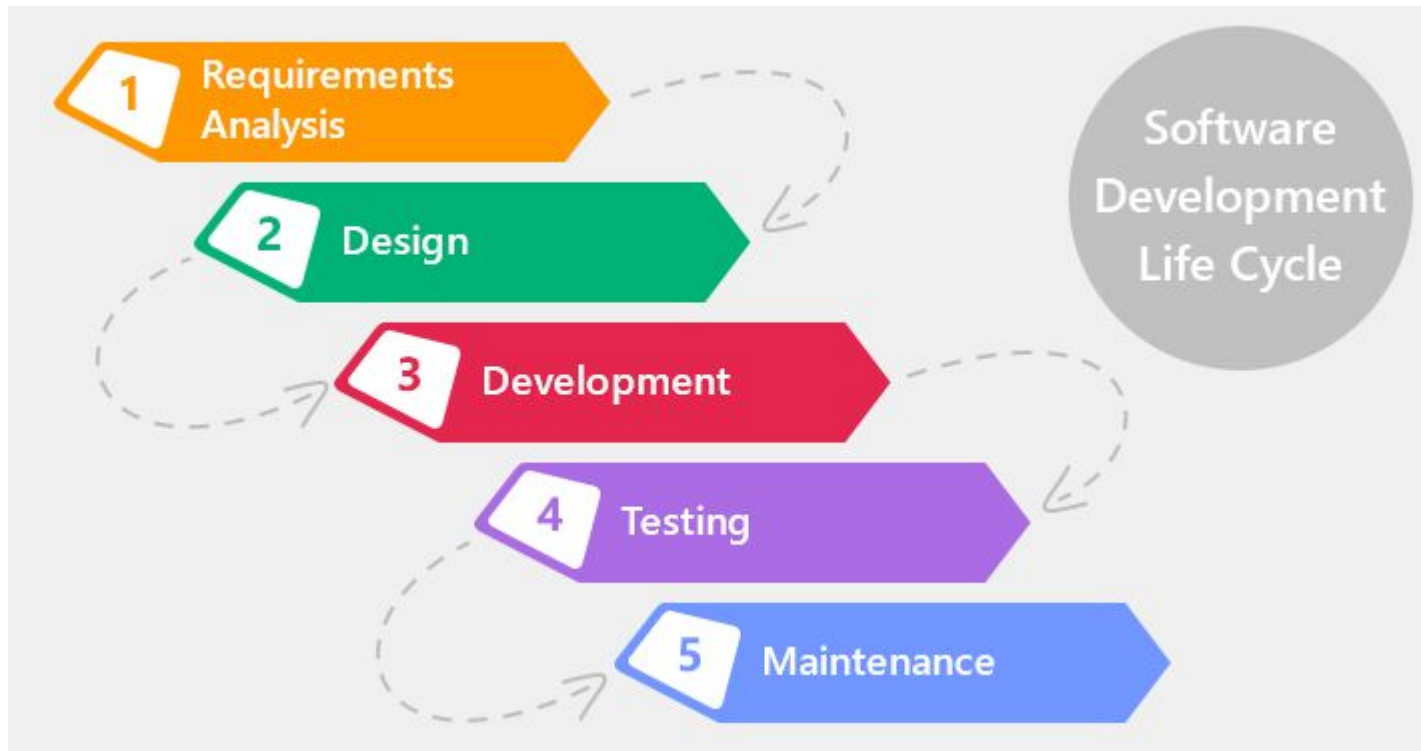 1
Requirements
Analysis
2
Design
3
Development
4
Testing
5
Maintenance
Software
Development
Life Cycle